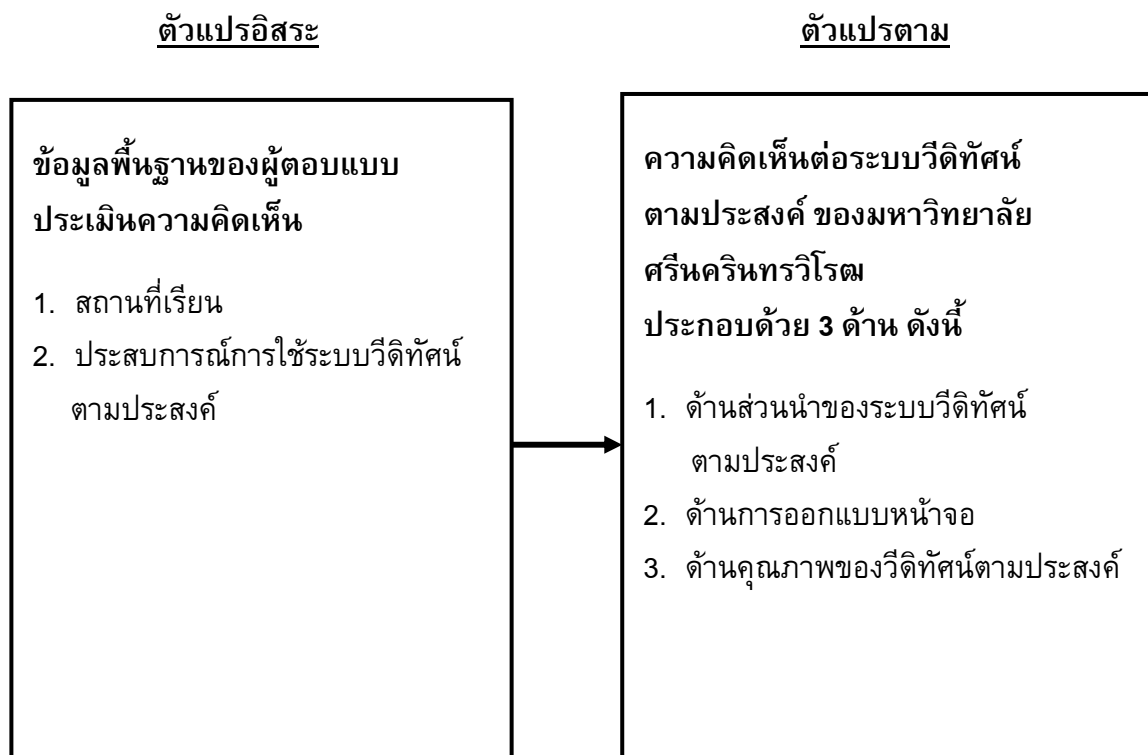 ตัวแปรอิสระ
ตัวแปรตาม
ข้อมูลพื้นฐานของผู้ตอบแบบ
ประเมินความคิดเห็น
1. สถานที่เรียน
2. ประสบการณ์การใช้ระบบวีดิทัศน์
ตามประสงค์
ความคิดเห็นต่อระบบวีดิทัศน์
ตามประสงค์ ของมหาวิทยาลัย
ศรีนครินทรวิโรฒ
ประกอบด้วย 3 ด้าน ดังนี้
1. ด้านส่วนนำของระบบวีดิทัศน์
ตามประสงค์
2. ด้านการออกแบบหน้าจอ
3. ด้านคุณภาพของวีดิทัศน์ตามประสงค์